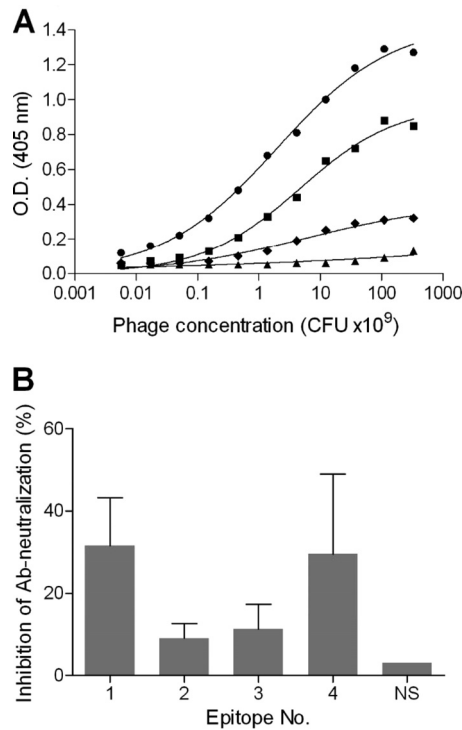 A
O.D. (405 nm)
1.4
1.2
1.0
0.8
0.6
0.4
0.2
0.0
0.001 0.01 0.1 1 10 100 1000
Phage concentration (CFU x10⁹)
B
Inhibition of Ab-neutralization (%)
60
40
20
0
1 2 3 4 NS
Epitope No.